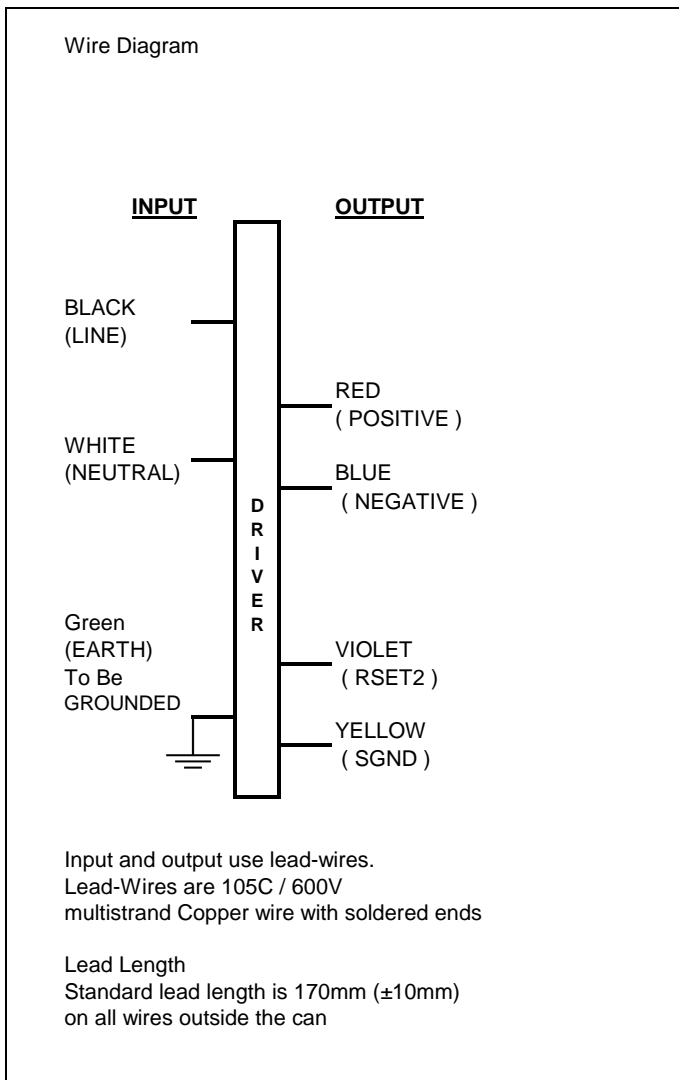 Wire Diagram
INPUT
OUTPUT
BLACK
(LINE)
RED
( POSITIVE )
WHITE
(NEUTRAL)
BLUE
( NEGATIVE )
DRIVER
Green
(EARTH)
To Be
GROUNDED
VIOLET
( RSET2 )
YELLOW
( SGND )
Input and output use lead-wires.
Lead-Wires are 105C / 600V
multistrand Copper wire with soldered ends
Lead Length
Standard lead length is 170mm (±10mm)
on all wires outside the can